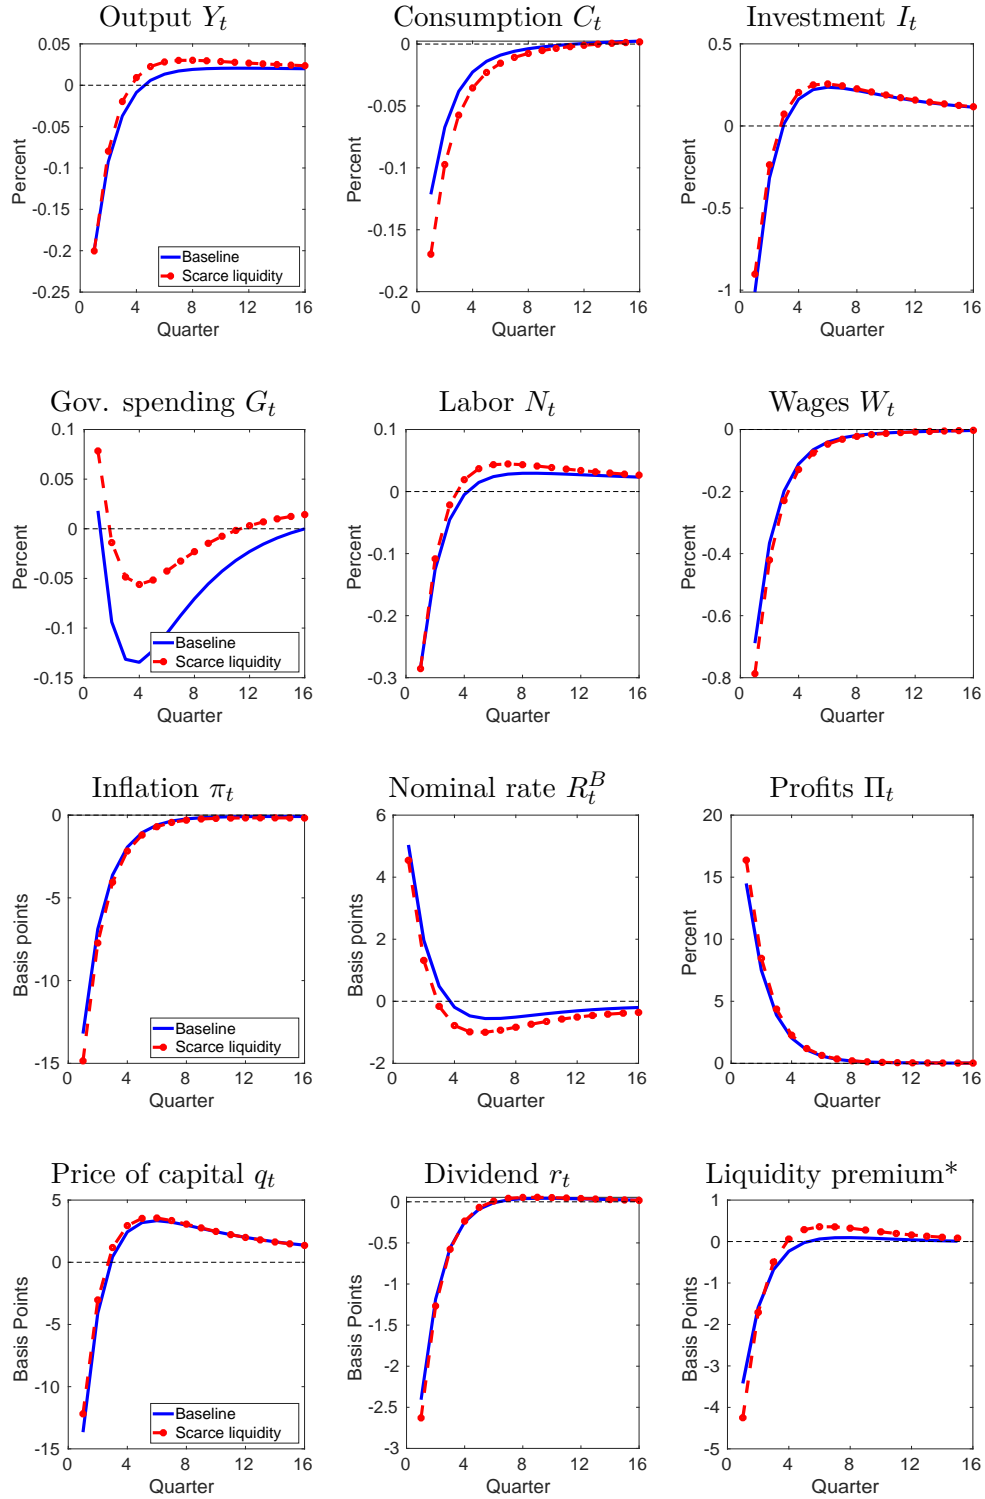 Output Y_t
Consumption C_t
Investment I_t
0.05
0
-0.05
-0.1
-0.15
-0.2
-0.25
Percent
Baseline
Scarce liquidity
0 4 8 12 16
Quarter
0
-0.05
-0.1
-0.15
-0.2
Percent
0 4 8 12 16
Quarter
0.5
0
-0.5
-1
Percent
0 4 8 12 16
Quarter
Gov. spending G_t
Labor N_t
Wages W_t
0.1
0.05
0
-0.05
-0.1
-0.15
Percent
Baseline
Scarce liquidity
0 4 8 12 16
Quarter
0.1
0
-0.1
-0.2
-0.3
Percent
0 4 8 12 16
Quarter
0
-0.2
-0.4
-0.6
-0.8
Percent
0 4 8 12 16
Quarter
Inflation π_t
Nominal rate R_t^B
Profits Π_t
0
-5
-10
-15
Basis points
Baseline
Scarce liquidity
0 4 8 12 16
Quarter
6
4
2
0
-2
Basis points
0 4 8 12 16
Quarter
20
15
10
5
0
Percent
0 4 8 12 16
Quarter
Price of capital q_t
Dividend r_t
Liquidity premium*
5
0
-5
-10
-15
Basis Points
Baseline
Scarce liquidity
0 4 8 12 16
Quarter
0
-0.5
-1
-1.5
-2
-2.5
-3
Basis Points
0 4 8 12 16
Quarter
1
0
-1
-2
-3
-4
-5
Basis Points
0 4 8 12 16
Quarter